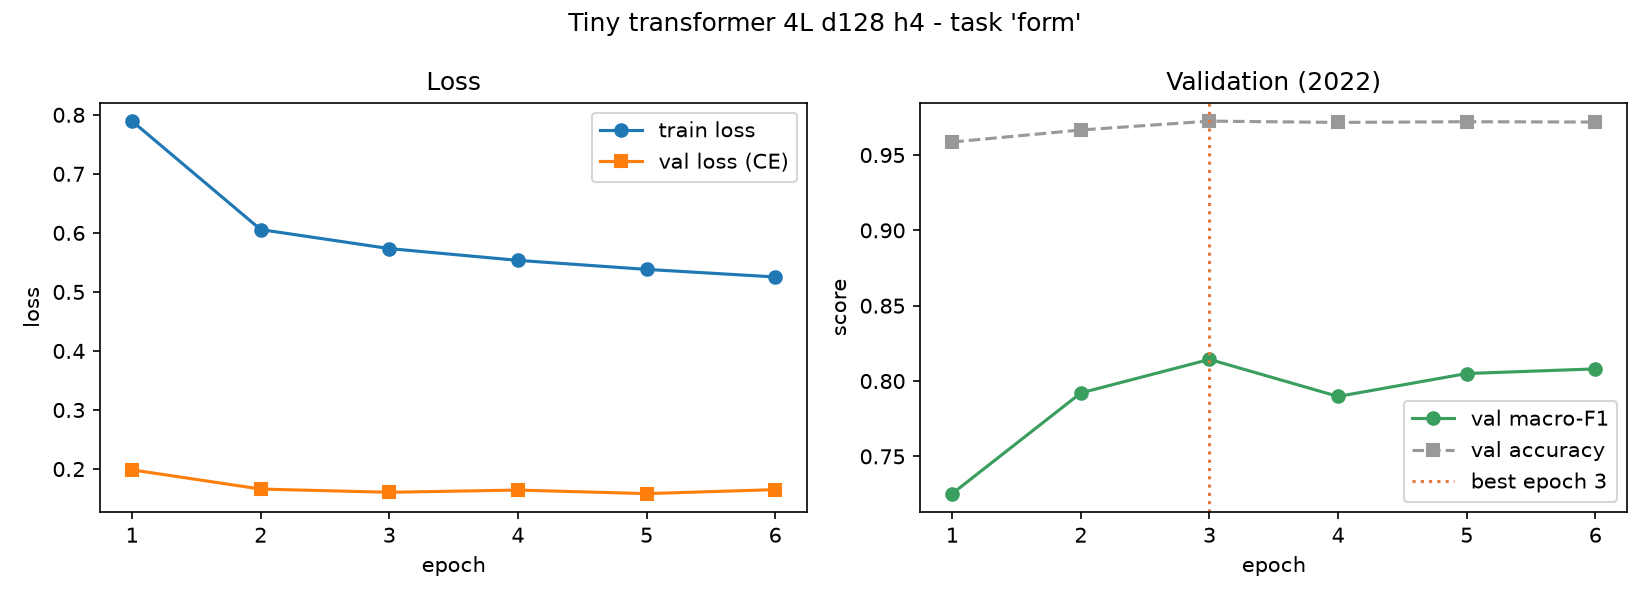 Tiny transformer 4L d128 h4 - task 'form'
Loss
0.8
0.7
0.6
0.5
0.4
0.3
0.2
loss
1 2 3 4 5 6
epoch
train loss
val loss (CE)
Validation (2022)
0.95
0.90
0.85
0.80
0.75
score
1 2 3 4 5 6
epoch
val macro-F1
val accuracy
best epoch 3